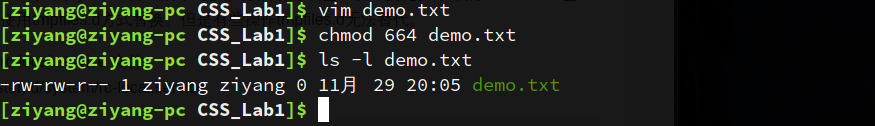 [ziyang@ziyang-pc CSS_Lab1]$ vim demo.txt
[ziyang@ziyang-pc CSS_Lab1]$ chmod 664 demo.txt
[ziyang@ziyang-pc CSS_Lab1]$ ls -l demo.txt
-rw-rw-r-- 1 ziyang ziyang 0 11月 29 20:05 demo.txt
[ziyang@ziyang-pc CSS_Lab1]$